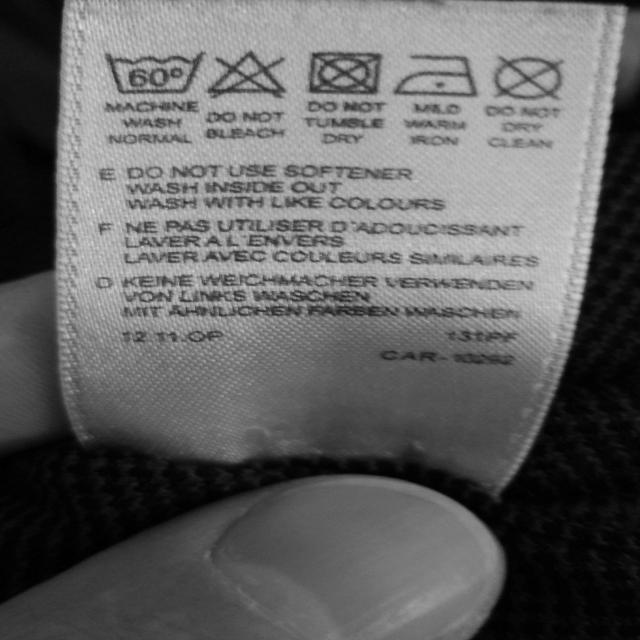 60°
MACHINE WASH NORMAL
DO NOT BLEACH
DO NOT TUMBLE DRY
MILD WARM IRON
DO NOT DRY CLEAN
E DO NOT USE SOFTENER
WASH INSIDE OUT
WASH WITH LIKE COLOURS
F NE PAS UTILISER D'ADOUCISSANT
LAVER A L'ENVERS
LAVER AVEC COULEURS SIMILAIRES
D KEINE WEICHMACHER VERWENDEN
VON LINKS WASCHEN
MIT ÄHNLICHEN FARBEN WASCHEN
12.11.OP 131PF